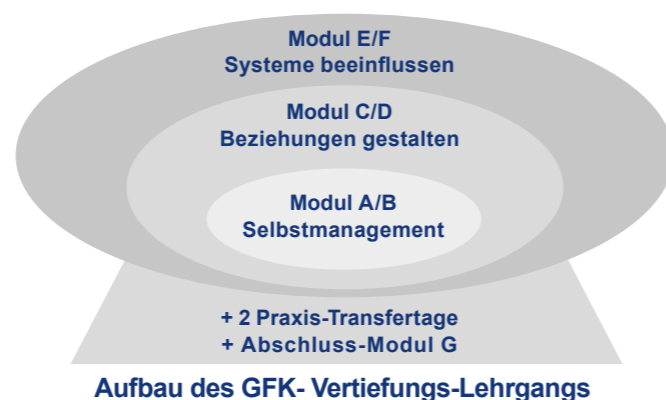 Modul E/F
Systeme beeinflussen
Modul C/D
Beziehungen gestalten
Modul A/B
Selbstmanagement
+ 2 Praxis-Transfertage
+ Abschluss-Modul G
Aufbau des GFK- Vertiefungs-Lehrgangs